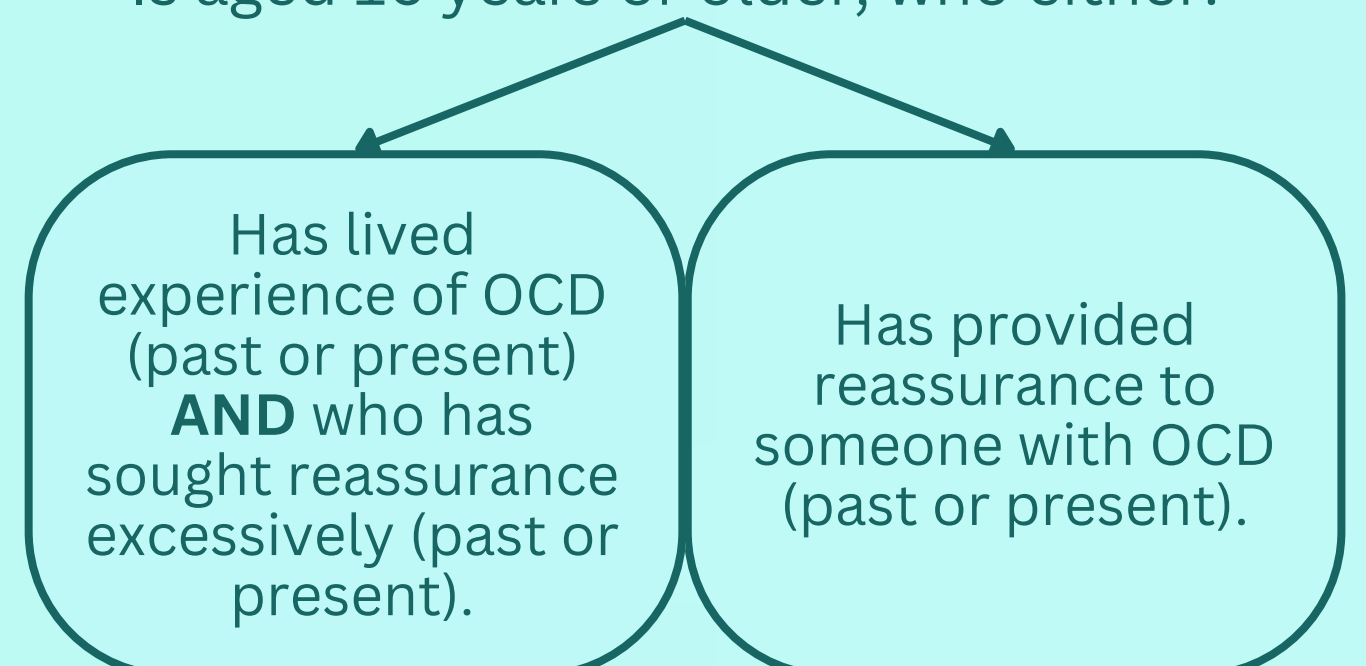 is aged years or older, who either:
Has lived
experience of OCD
(past or present)
AND who has
sought reassurance
excessively (past or
present).
Has provided
reassurance to
someone with OCD
(past or present).